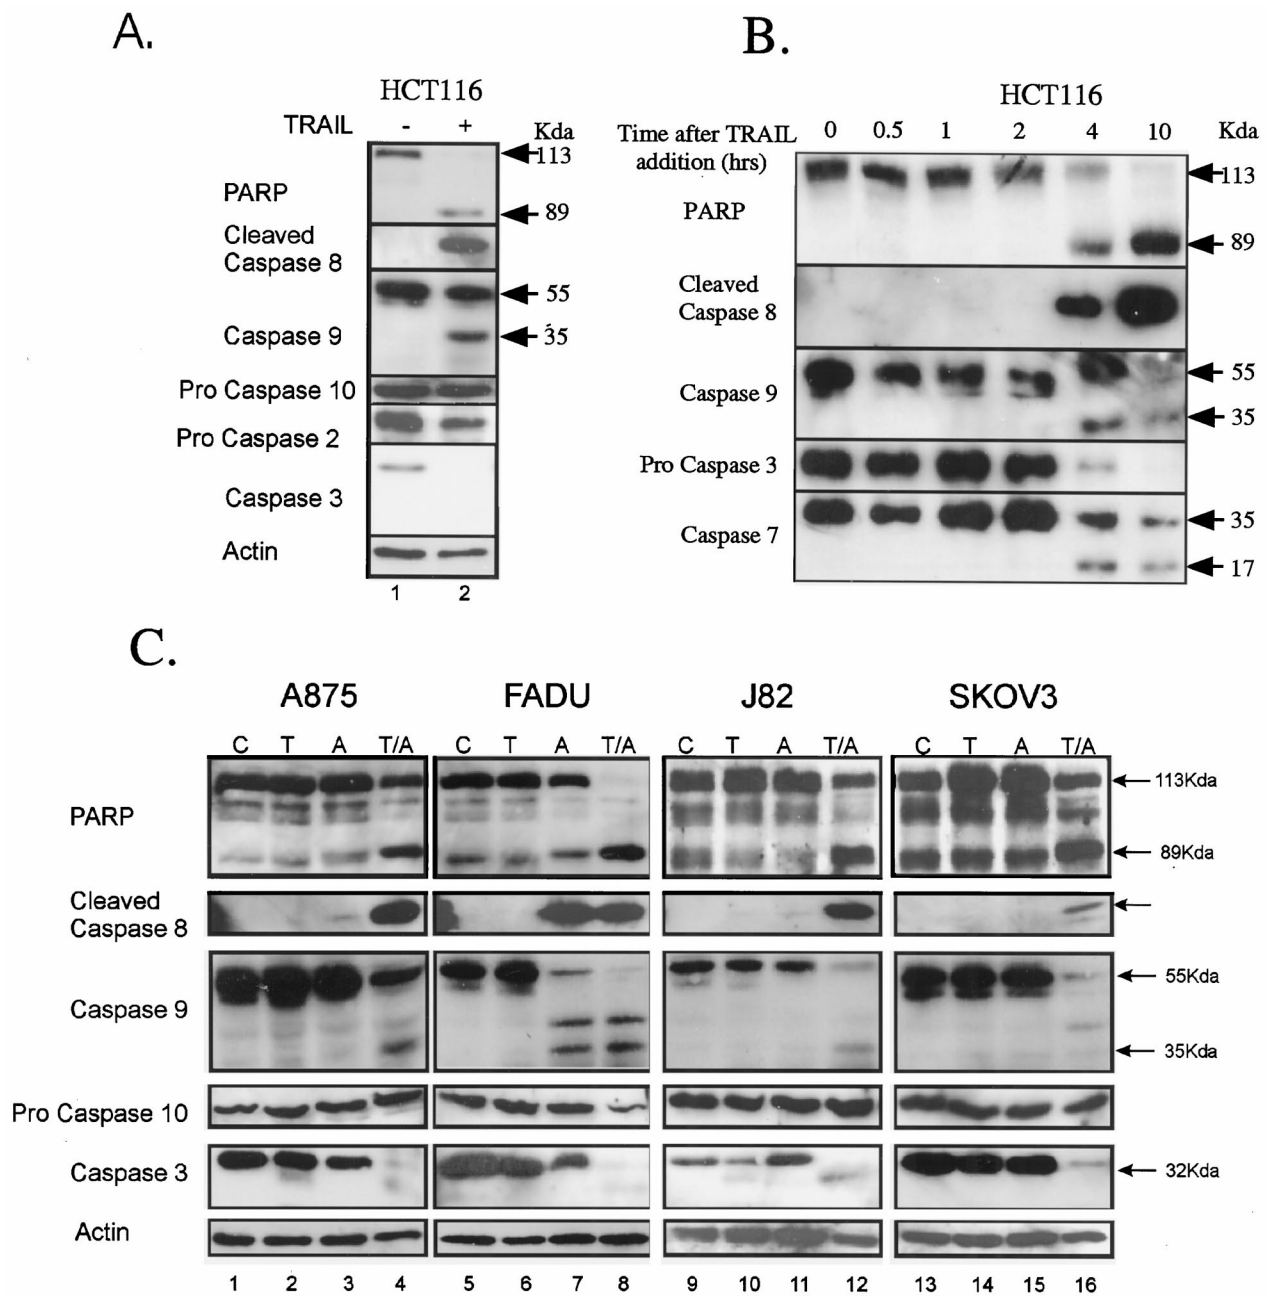 A.
HCT116
TRAIL - + Kda
113
PARP
89
Cleaved
Caspase 8
55
Caspase 9
35
Pro Caspase 10
Pro Caspase 2
Caspase 3
Actin
1 2
B.
HCT116
Time after TRAIL 0 0.5 1 2 4 10 Kda
addition (hrs)
113
PARP
89
Cleaved
Caspase 8
55
Caspase 9
35
Pro Caspase 3
35
Caspase 7
17
C.
A875 FADU J82 SKOV3
C T A T/A C T A T/A C T A T/A C T A T/A
113Kda
PARP
89Kda
Cleaved
Caspase 8
55Kda
Caspase 9
35Kda
Pro Caspase 10
Caspase 3
32Kda
Actin
1 2 3 4 5 6 7 8 9 10 11 12 13 14 15 16